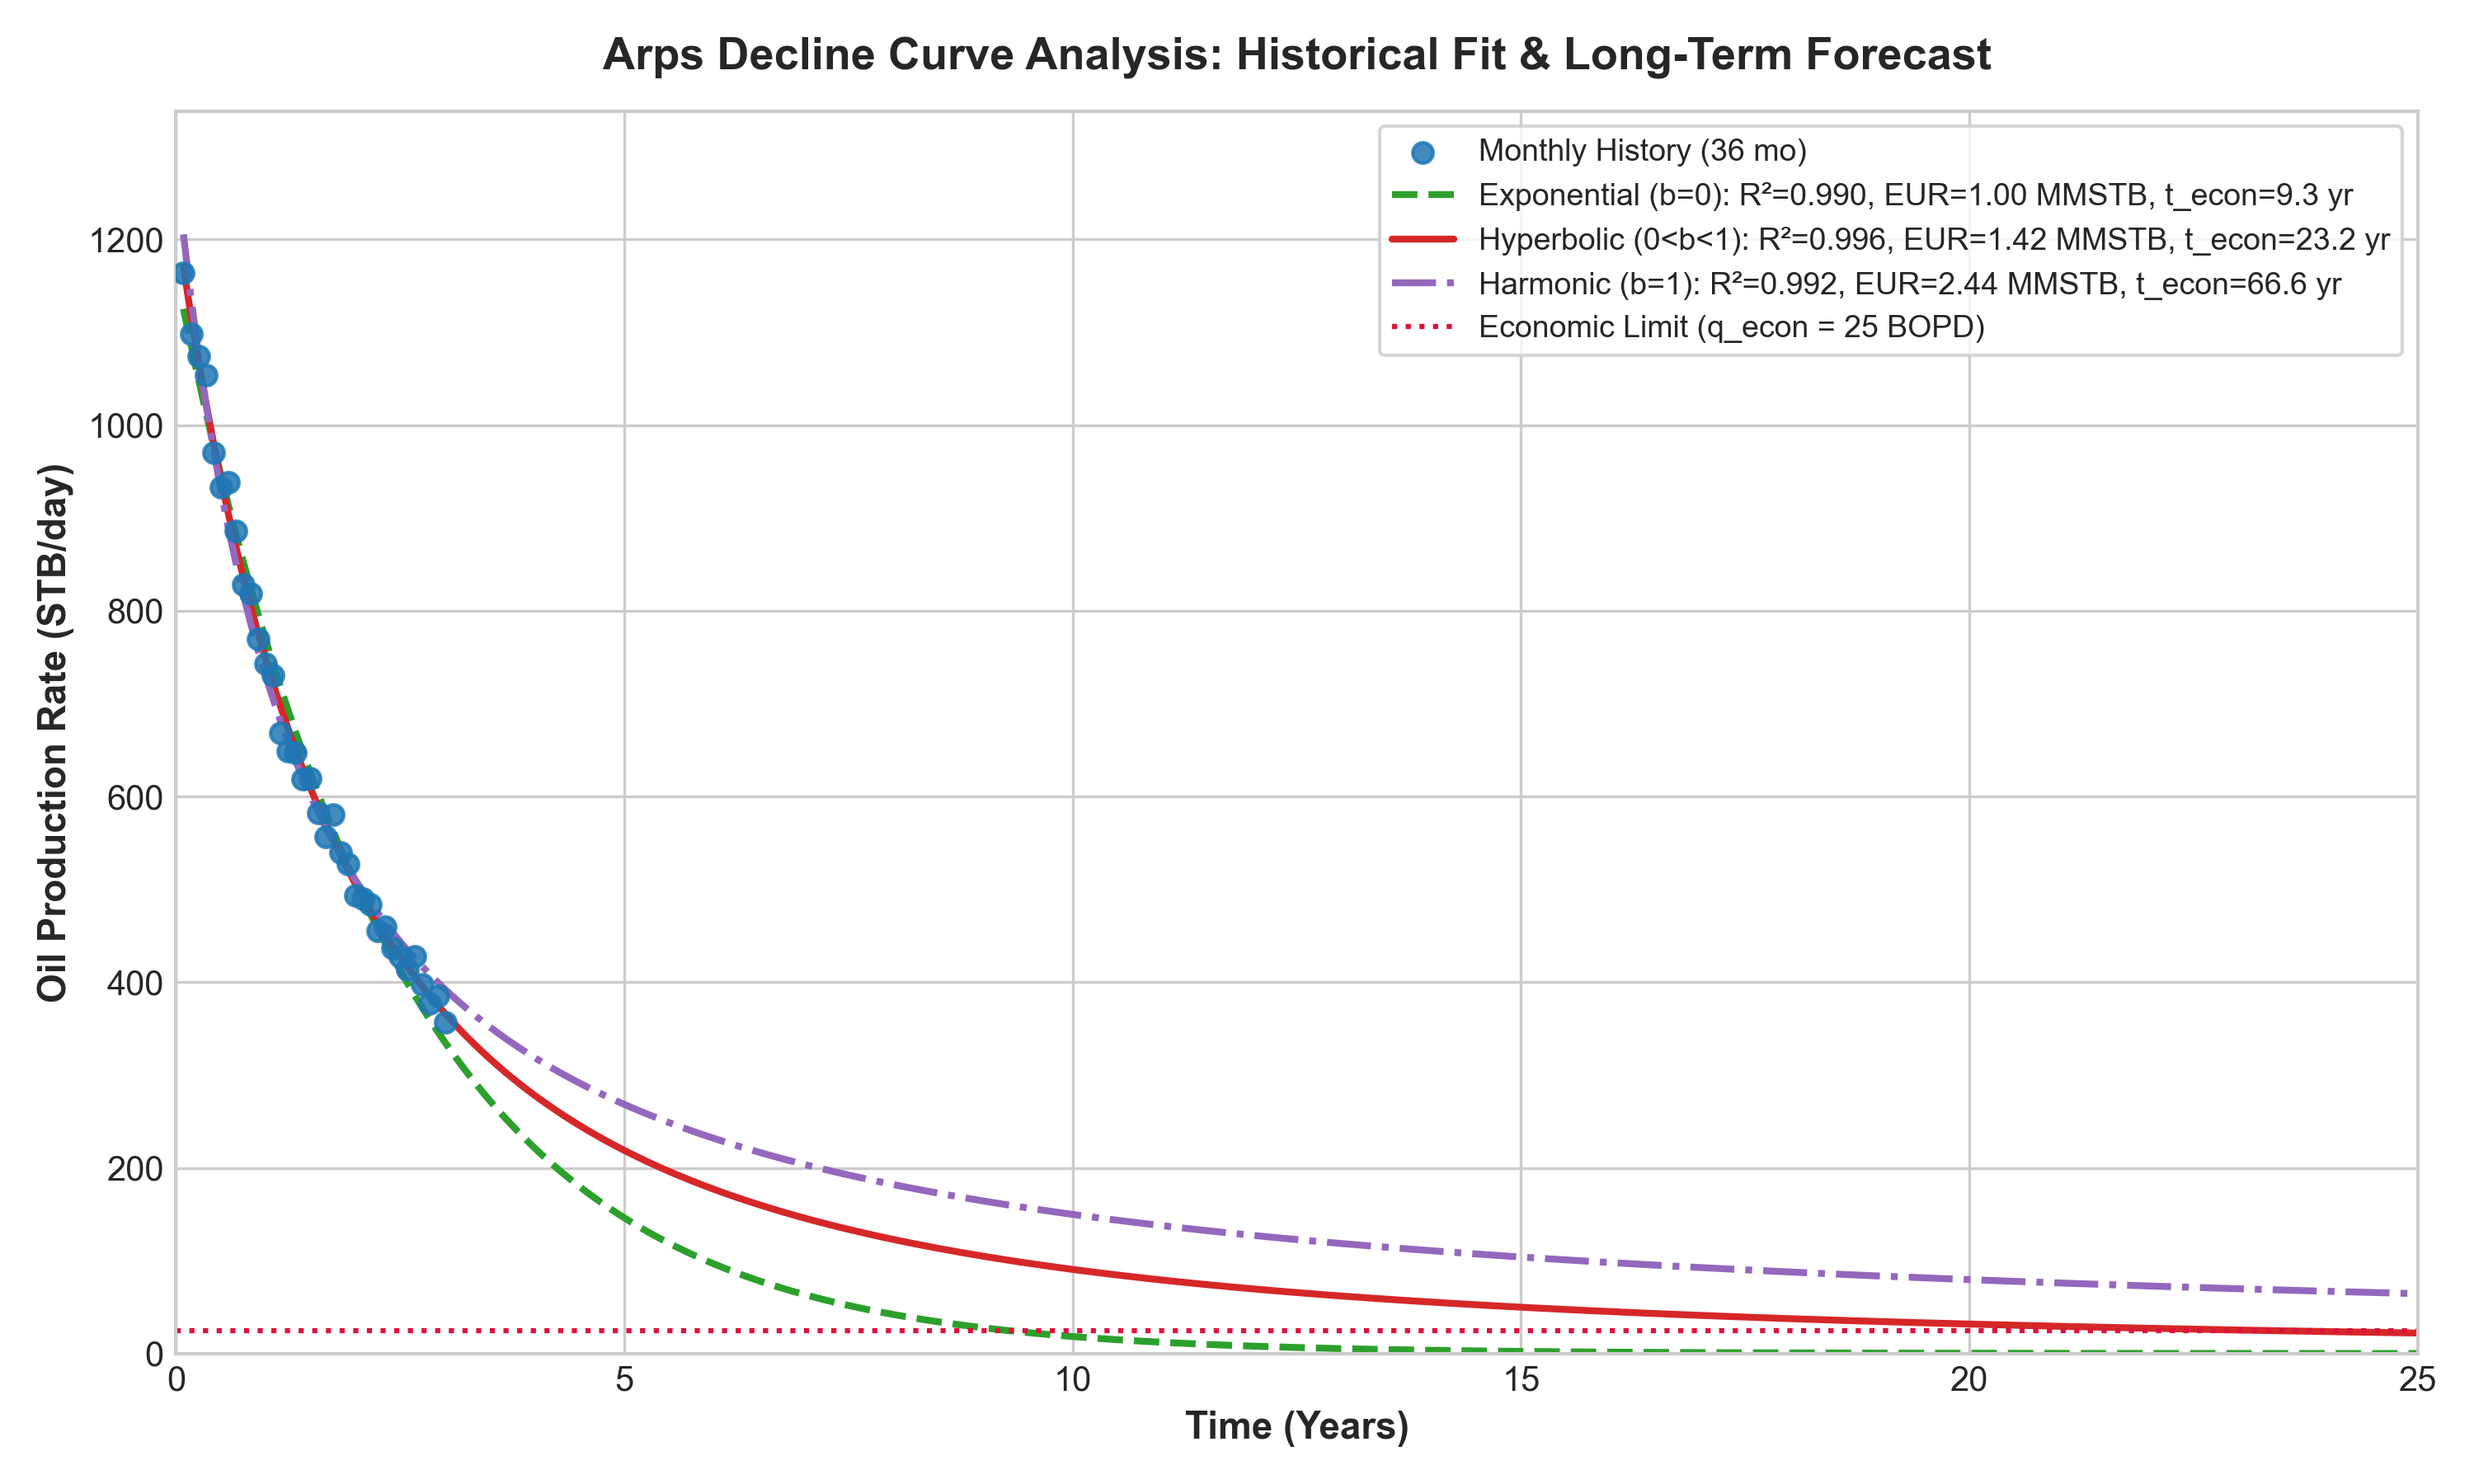 Arps Decline Curve Analysis: Historical Fit & Long-Term Forecast
Monthly History (36 mo)
Exponential (b=0): R²=0.990, EUR=1.00 MMSTB, t_econ=9.3 yr
Hyperbolic (0<b<1): R²=0.996, EUR=1.42 MMSTB, t_econ=23.2 yr
Harmonic (b=1): R²=0.992, EUR=2.44 MMSTB, t_econ=66.6 yr
Economic Limit (q_econ = 25 BOPD)
Oil Production Rate (STB/day)
1200
1000
800
600
400
200
0
0 5 10 15 20 25
Time (Years)